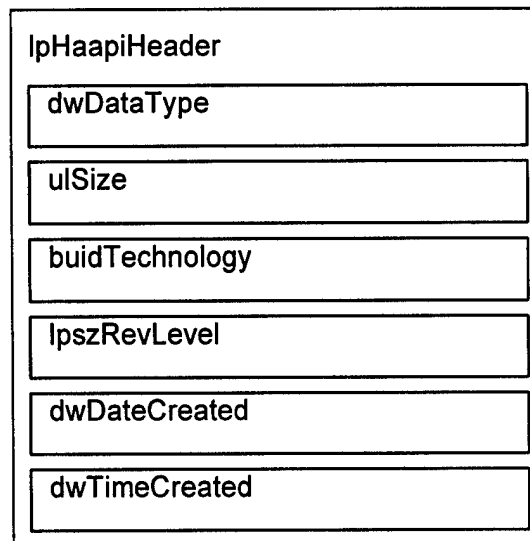 lpHaapiHeader
dwDataType
ulSize
buidTechnology
lpszRevLevel
dwDateCreated
dwTimeCreated